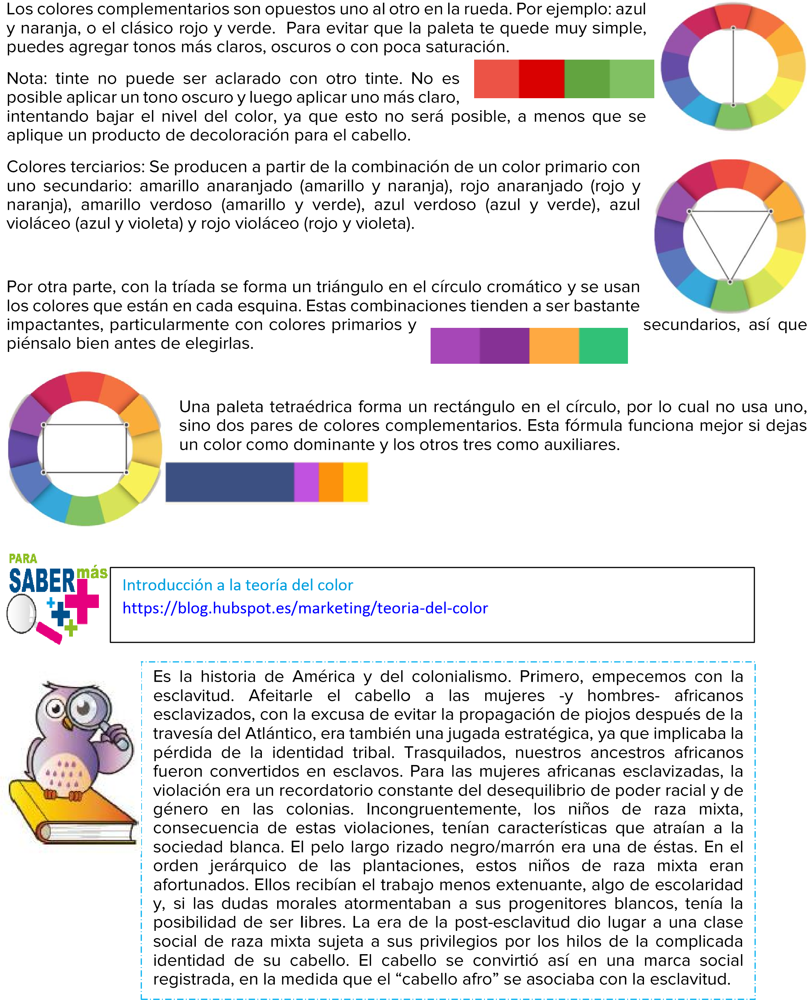 Los colores complementarios son opuestos uno al otro en la rueda. Por ejemplo: azul
y naranja, o el clásico rojo y verde. Para evitar que la paleta te quede muy simple,
puedes agregar tonos más claros, oscuros o con poca saturación.
Nota: tinte no puede ser aclarado con otro tinte. No es
posible aplicar un tono oscuro y luego aplicar uno más claro,
intentando bajar el nivel del color, ya que esto no será posible, a menos que se
aplique un producto de decoloración para el cabello.
Colores terciarios: Se producen a partir de la combinación de un color primario con
uno secundario: amarillo anaranjado (amarillo y naranja), rojo anaranjado (rojo y
naranja), amarillo verdoso (amarillo y verde), azul verdoso (azul y verde), azul
violáceo (azul y violeta) y rojo violáceo (rojo y violeta).
Por otra parte, con la tríada se forma un triángulo en el círculo cromático y se usan
los colores que están en cada esquina. Estas combinaciones tienden a ser bastante
impactantes, particularmente con colores primarios y secundarios, así que
piénsalo bien antes de elegirlas.
Una paleta tetraédrica forma un rectángulo en el círculo, por lo cual no usa uno,
sino dos pares de colores complementarios. Esta fórmula funciona mejor si dejas
un color como dominante y los otros tres como auxiliares.
PARA
SABER más
Introducción a la teoría del color
https://blog.hubspot.es/marketing/teoria-del-color
Es la historia de América y del colonialismo. Primero, empecemos con la
esclavitud. Afeitarle el cabello a las mujeres -y hombres- africanos
esclavizados, con la excusa de evitar la propagación de piojos después de la
travesía del Atlántico, era también una jugada estratégica, ya que implicaba la
pérdida de la identidad tribal. Trasquilados, nuestros ancestros africanos
fueron convertidos en esclavos. Para las mujeres africanas esclavizadas, la
violación era un recordatorio constante del desequilibrio de poder racial y de
género en las colonias. Incongruentemente, los niños de raza mixta,
consecuencia de estas violaciones, tenían características que atraían a la
sociedad blanca. El pelo largo rizado negro/marrón era una de éstas. En el
orden jerárquico de las plantaciones, estos niños de raza mixta eran
afortunados. Ellos recibían el trabajo menos extenuante, algo de escolaridad
y, si las dudas morales atormentaban a sus progenitores blancos, tenía la
posibilidad de ser libres. La era de la post-esclavitud dio lugar a una clase
social de raza mixta sujeta a sus privilegios por los hilos de la complicada
identidad de su cabello. El cabello se convirtió así en una marca social
registrada, en la medida que el “cabello afro” se asociaba con la esclavitud.